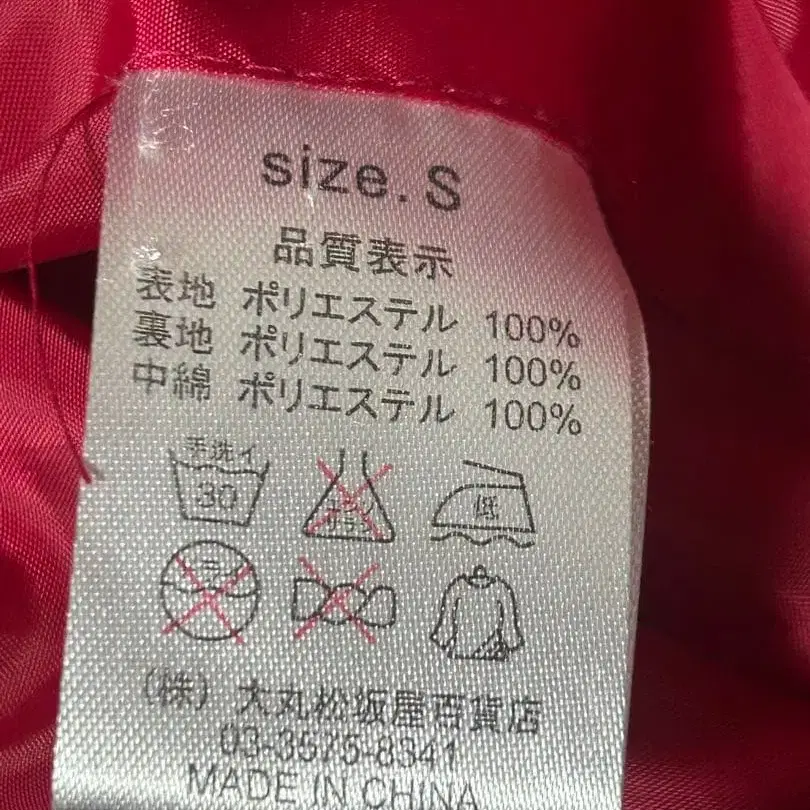 size.S
品質表示
表地 ポリエステル 100%
裏地 ポリエステル 100%
中綿 ポリエステル 100%
手洗イ
30
低
(株) 大丸松坂屋百貨店
03-3575-8341
MADE IN CHINA